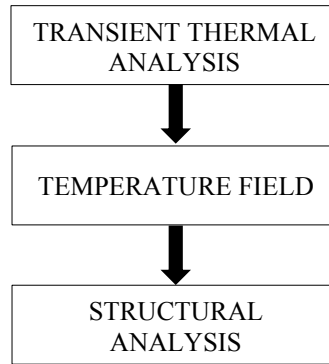 TRANSIENT THERMAL
ANALYSIS
TEMPERATURE FIELD
STRUCTURAL
ANALYSIS